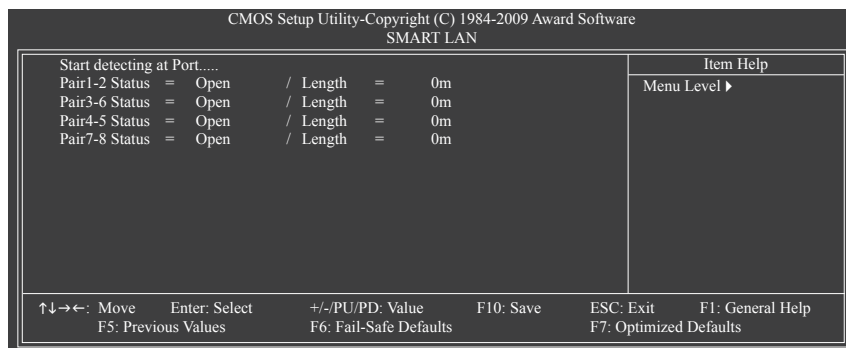 CMOS Setup Utility-Copyright (C) 1984-2009 Award Software
SMART LAN
Start detecting at Port.....
Pair1-2 Status = Open / Length = 0m
Pair3-6 Status = Open / Length = 0m
Pair4-5 Status = Open / Length = 0m
Pair7-8 Status = Open / Length = 0m
Item Help
Menu Level ▶
↑↓→←: Move Enter: Select +/-/PU/PD: Value F10: Save ESC: Exit F1: General Help
F5: Previous Values F6: Fail-Safe Defaults F7: Optimized Defaults